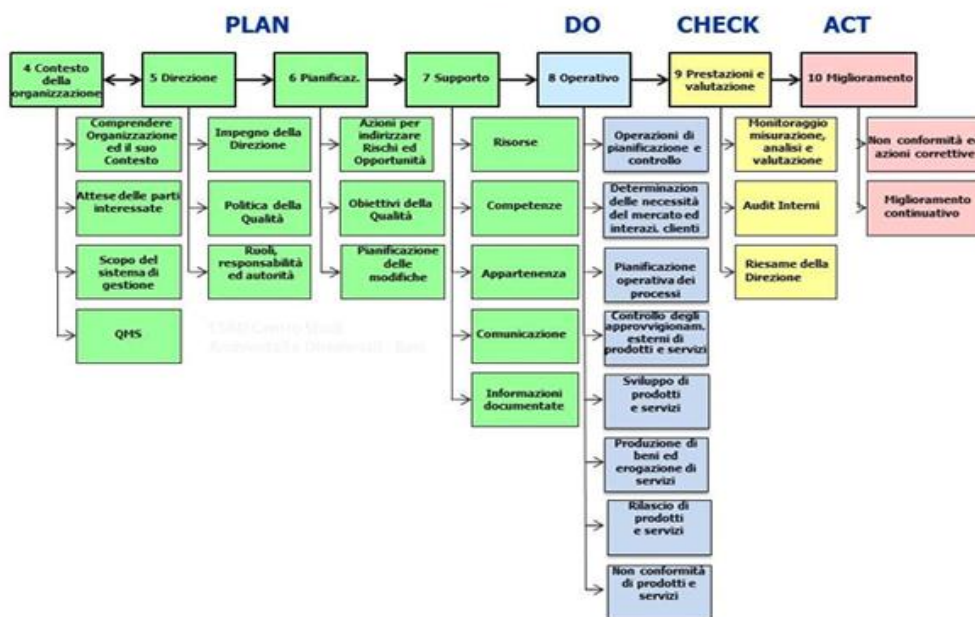 PLAN
DO
CHECK
ACT
4 Contesto
della
organizzazione
5 Direzione
6 Pianificaz.
7 Supporto
8 Operativo
9 Prestazioni e
valutazione
10 Miglioramento
Comprendere
Organizzazione
ed il suo
Contesto
Attese delle parti
interessate
Scopo del
sistema di
gestione
QMS
Impegno della
Direzione
Politica della
Qualità
Ruoli,
responsabilità
ed autorità
Azioni per
indirizzare
Rischi ed
Opportunità
Obiettivi della
Qualità
Pianificazione
delle
modifiche
Risorse
Competenze
Appartenenza
Comunicazione
Informazioni
documentate
Operazioni di
pianificazione e
controllo
Determinazion
delle necessità
del mercato ed
interazi. clienti
Pianificazione
operativa dei
processi
Controllo degli
approvvigionam.
esterni di
prodotti e servizi
Sviluppo di
prodotti
e servizi
Produzione di
beni ed
erogazione di
servizi
Rilascio di
prodotti
e servizi
Non conformità
di prodotti e
servizi
Monitoraggio
misurazione,
analisi e
valutazione
Audit Interni
Riesame della
Direzione
Non conformità ed
azioni correttive
Miglioramento
continuativo